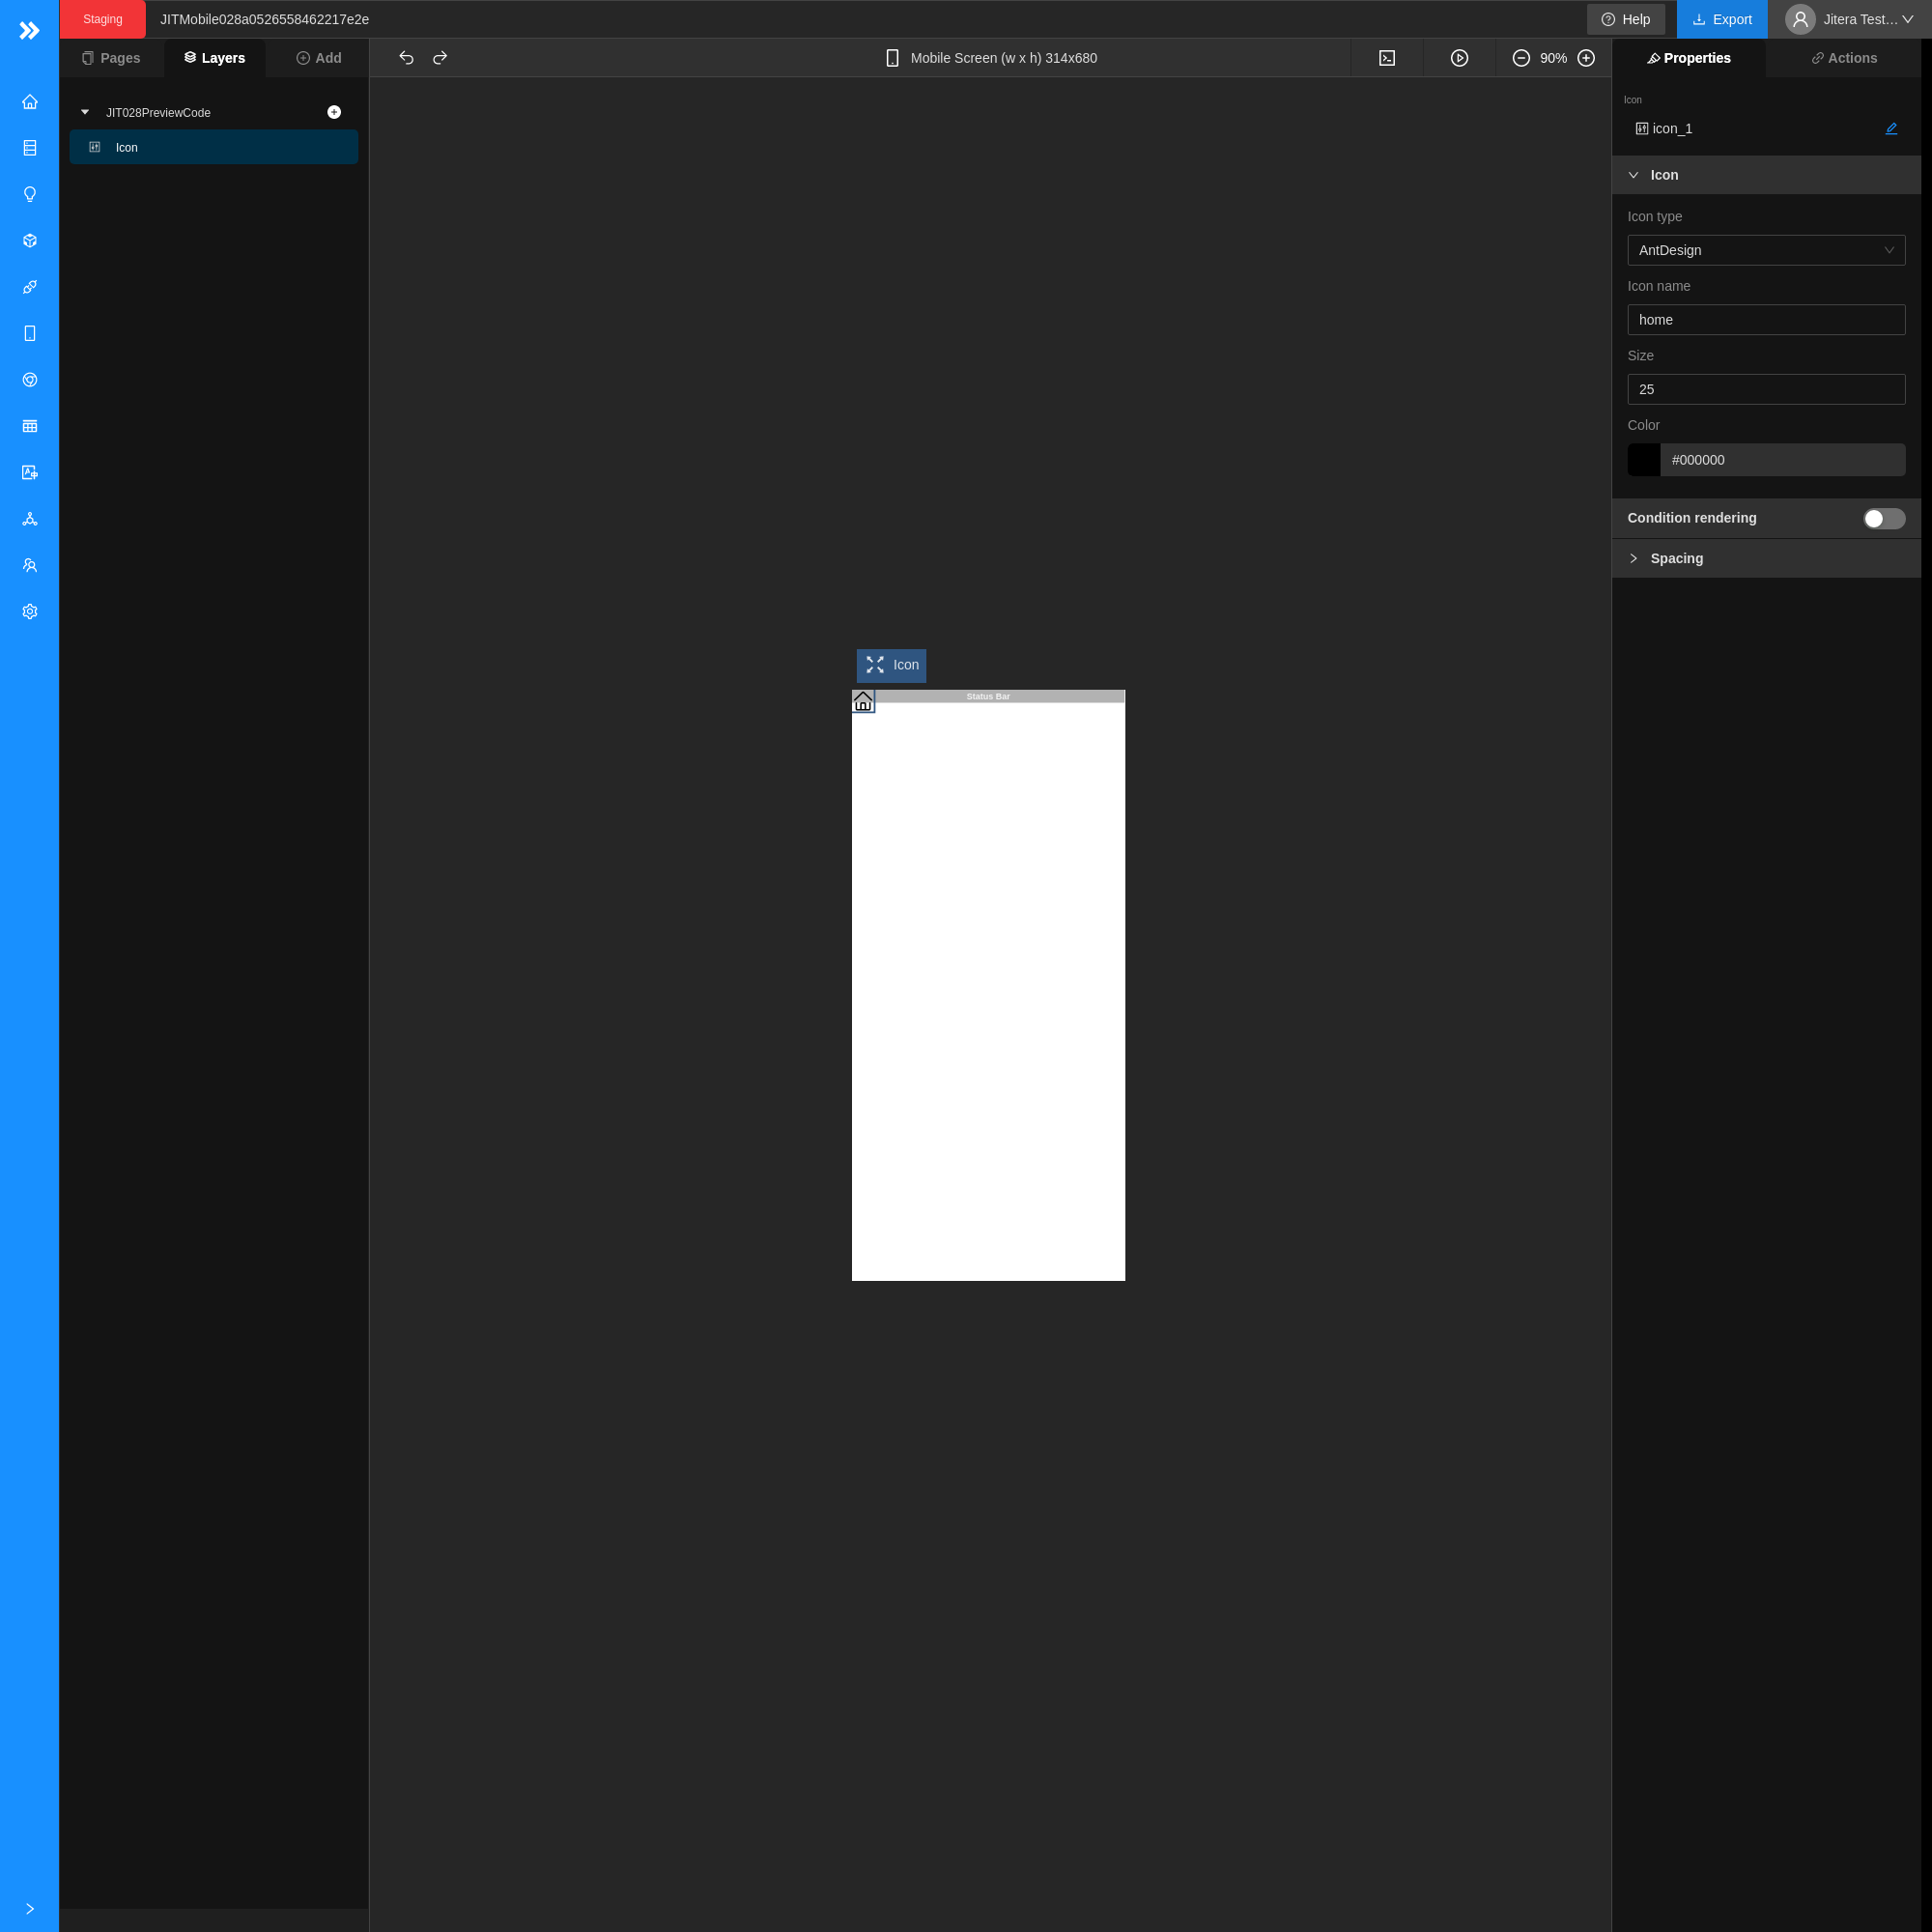 Staging
JITMobile028a0526558462217e2e
Help
Export
Jitera Test...
Pages
Layers
Add
Mobile Screen (w x h) 314x680
90%
Properties
Actions
JIT028PreviewCode
Icon
Icon
icon_1
Icon
Icon type
AntDesign
Icon name
home
Size
25
Color
#000000
Condition rendering
Spacing
Icon
Status Bar